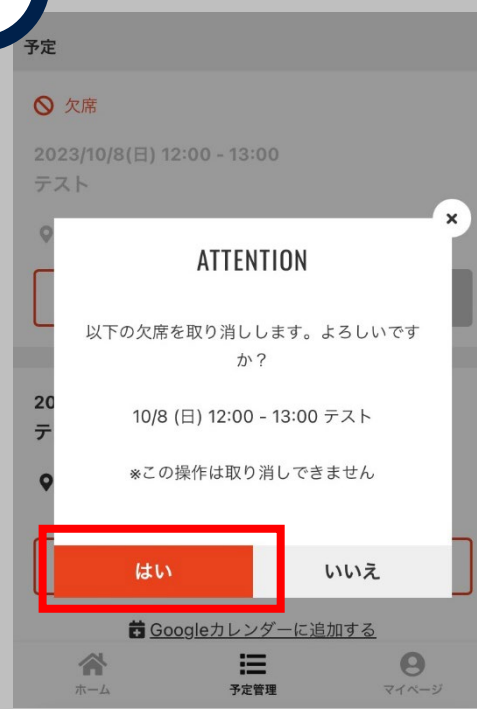 予定
欠席
2023/10/8(日) 12:00 - 13:00
テスト
×
ATTENTION
以下の欠席を取り消しします。よろしいです
か？
10/8 (日) 12:00 - 13:00 テスト
※この操作は取り消しできません
20
テ
はい
いいえ
Googleカレンダーに追加する
ホーム
予定管理
マイページ